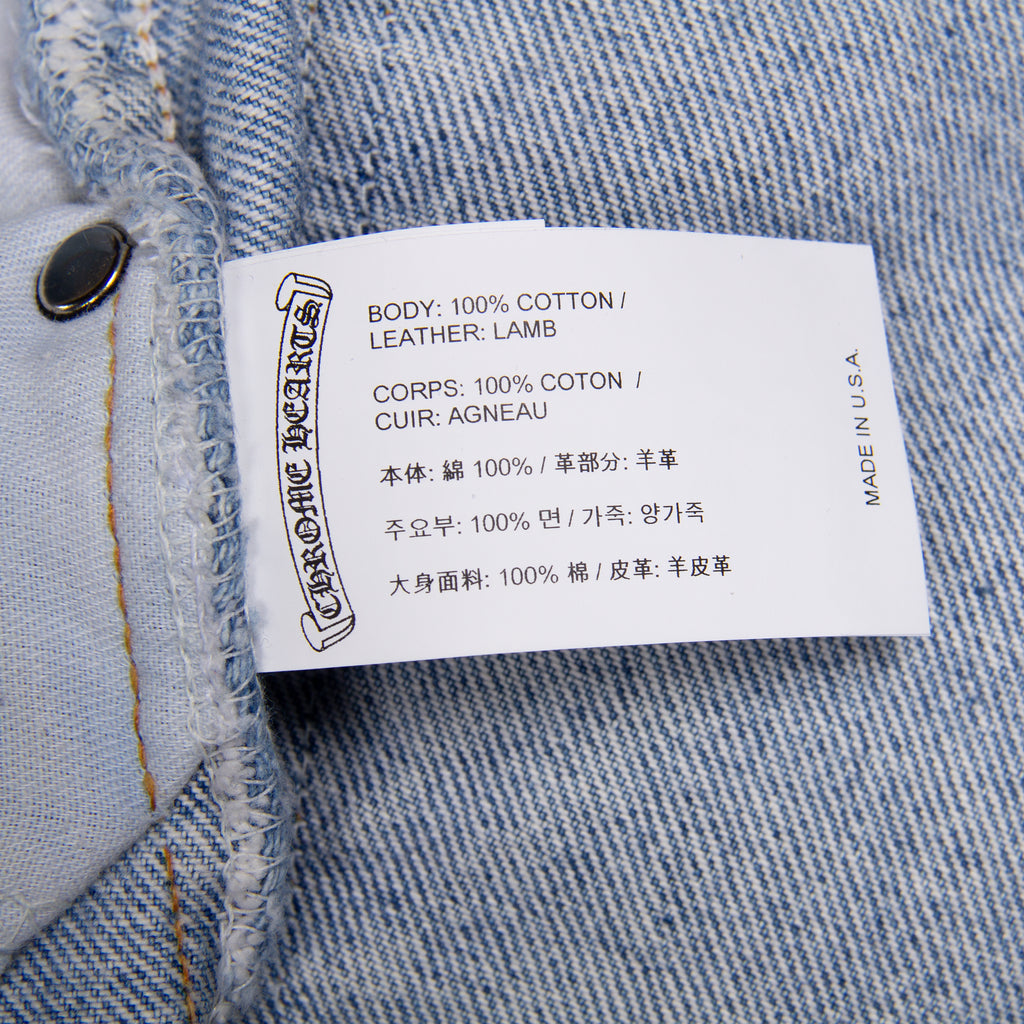 CHROME HEARTS
BODY: 100% COTTON /
LEATHER: LAMB
CORPS: 100% COTON /
CUIR: AGNEAU
本体: 綿 100% / 革部分: 羊革
주요부: 100% 면 / 가죽: 양가죽
大身面料: 100% 棉 / 皮革: 羊皮革
MADE IN U.S.A.